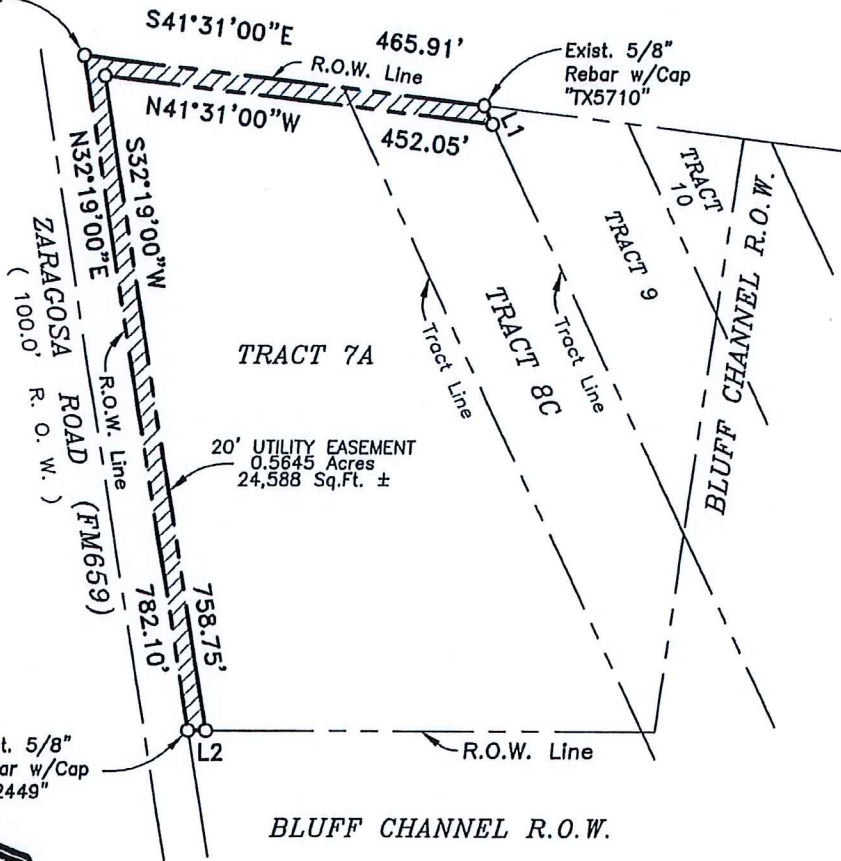 S41°31'00"E
465.91'
R.O.W. Line
Exist. 5/8"
Rebar w/Cap
"TX5710"
N41°31'00"W
452.05'
L1
N32°19'00"E
S32°19'00"W
TRACT
10
TRACT 9
BLUFF CHANNEL R.O.W.
ZARAGOSA ROAD (FM659)
( 100.0' R. O. W. )
R.O.W. Line
TRACT 7A
Tract Line
TRACT 8C
Tract Line
20' UTILITY EASEMENT
0.5645 Acres
24,588 Sq.Ft. ±
782.10'
758.75'
t. 5/8"
ar w/Cap
2449"
L2
R.O.W. Line
BLUFF CHANNEL R.O.W.